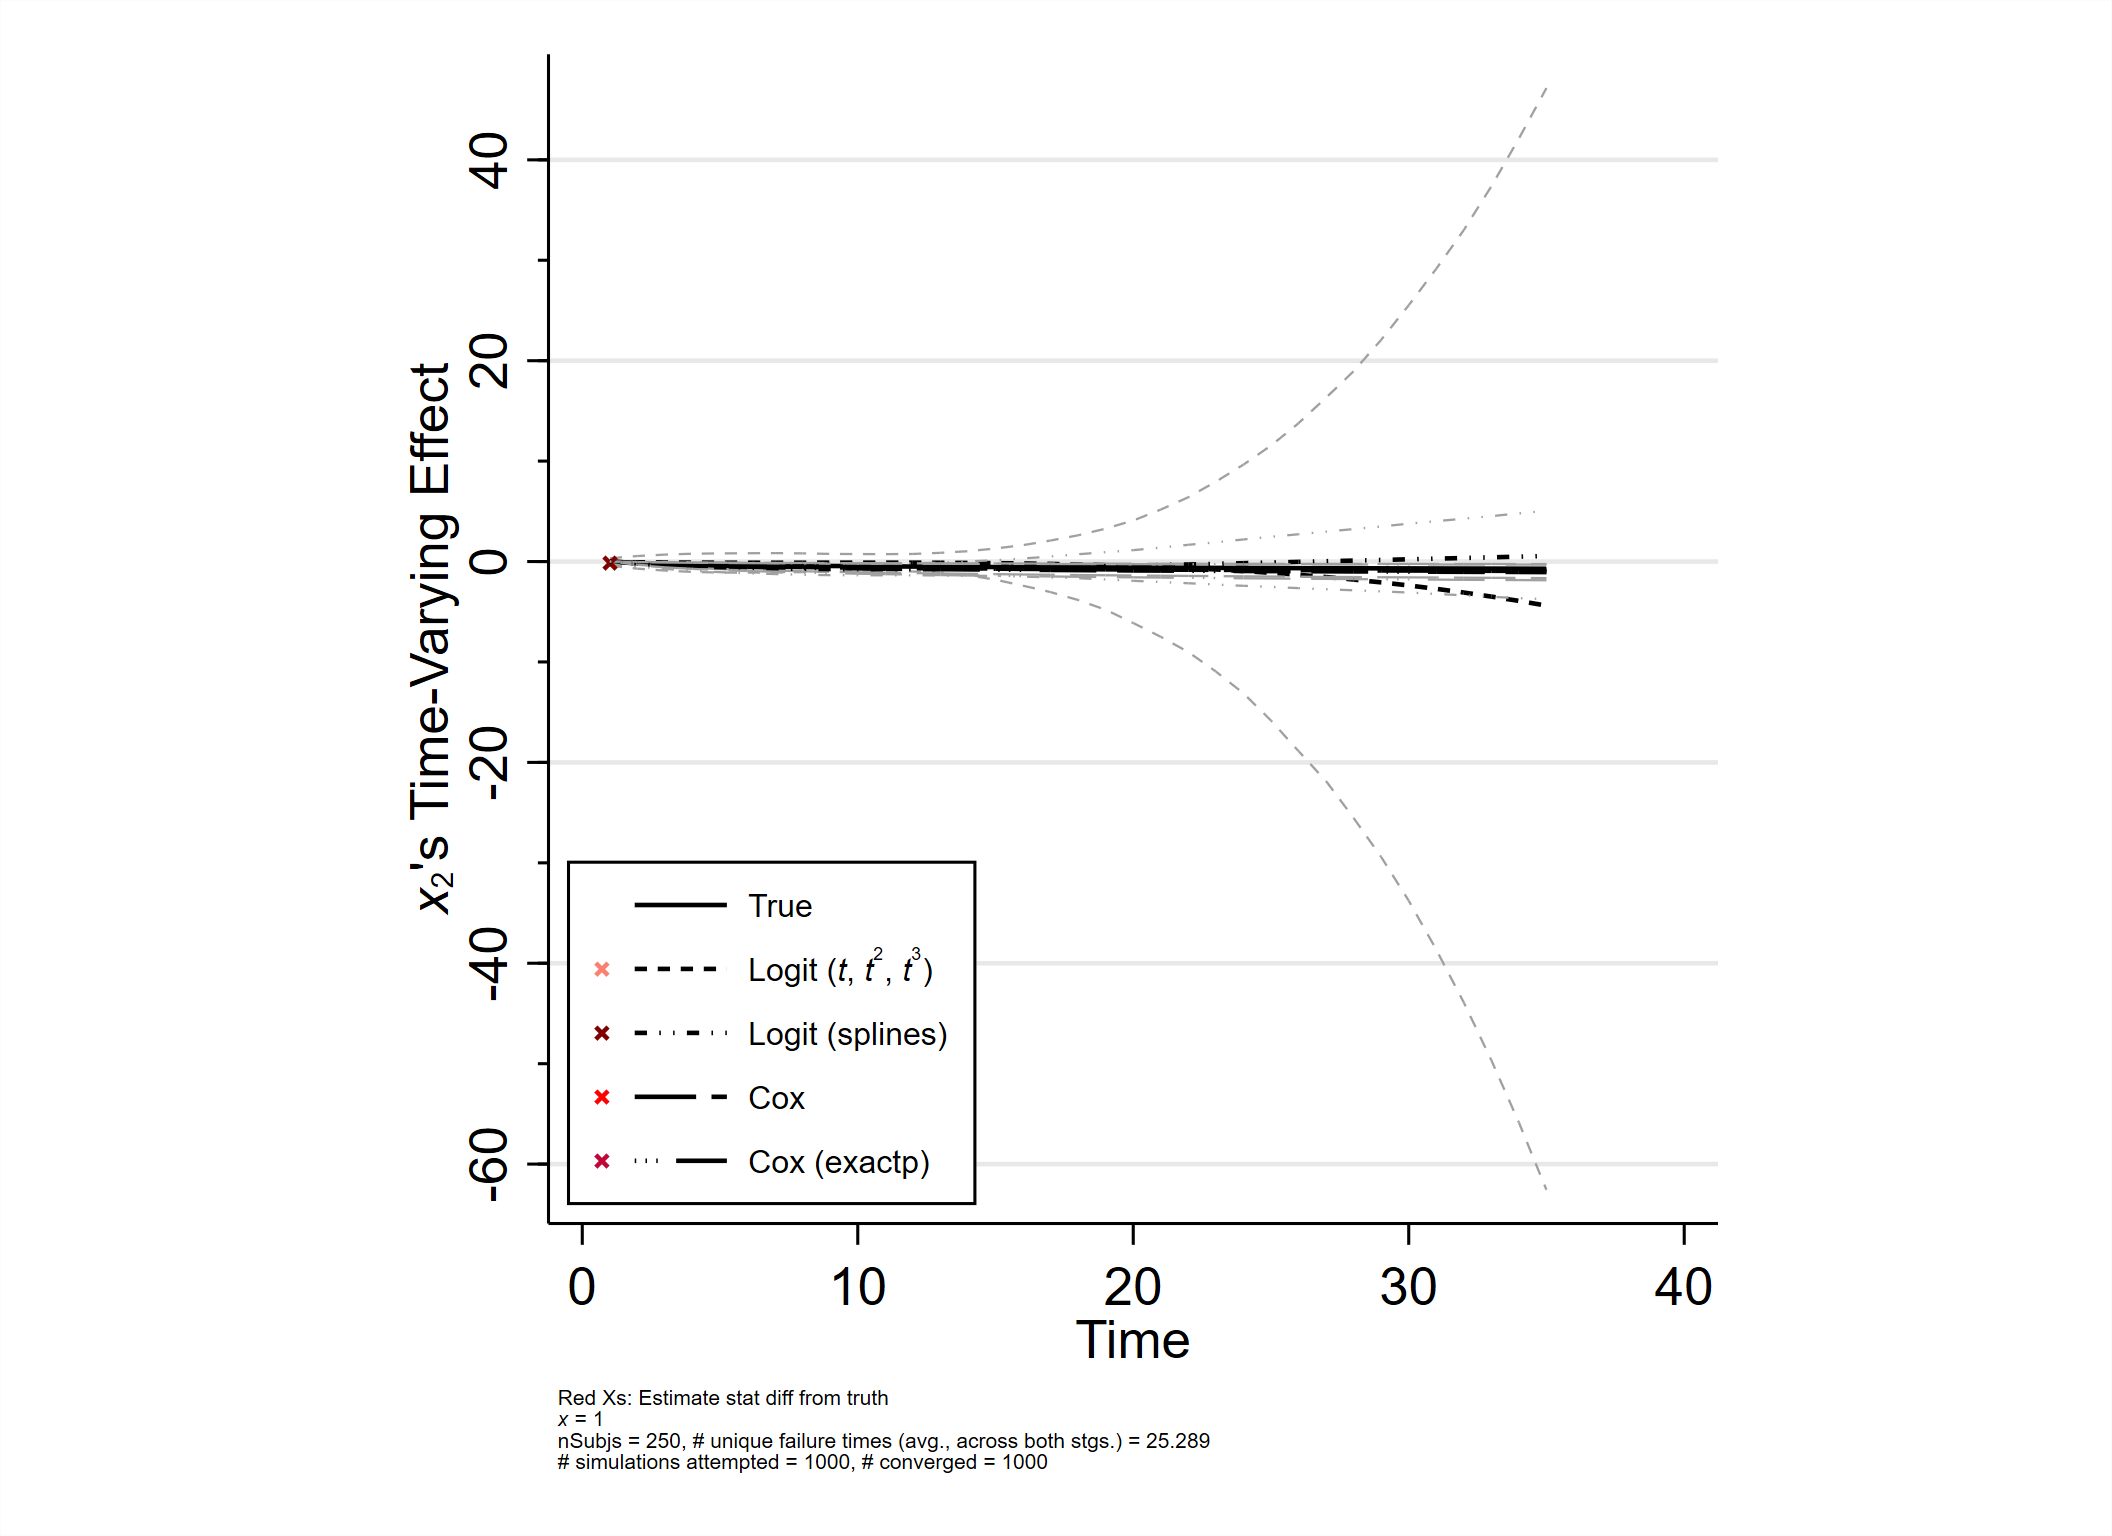 x₂'s Time-Varying Effect
40
20
0
-20
-40
-60
True
Logit (t, t², t³)
Logit (splines)
Cox
Cox (exactp)
0 10 20 30 40
Time
Red Xs: Estimate stat diff from truth
x = 1
nSubjs = 250, # unique failure times (avg., across both stgs.) = 25.289
# simulations attempted = 1000, # converged = 1000